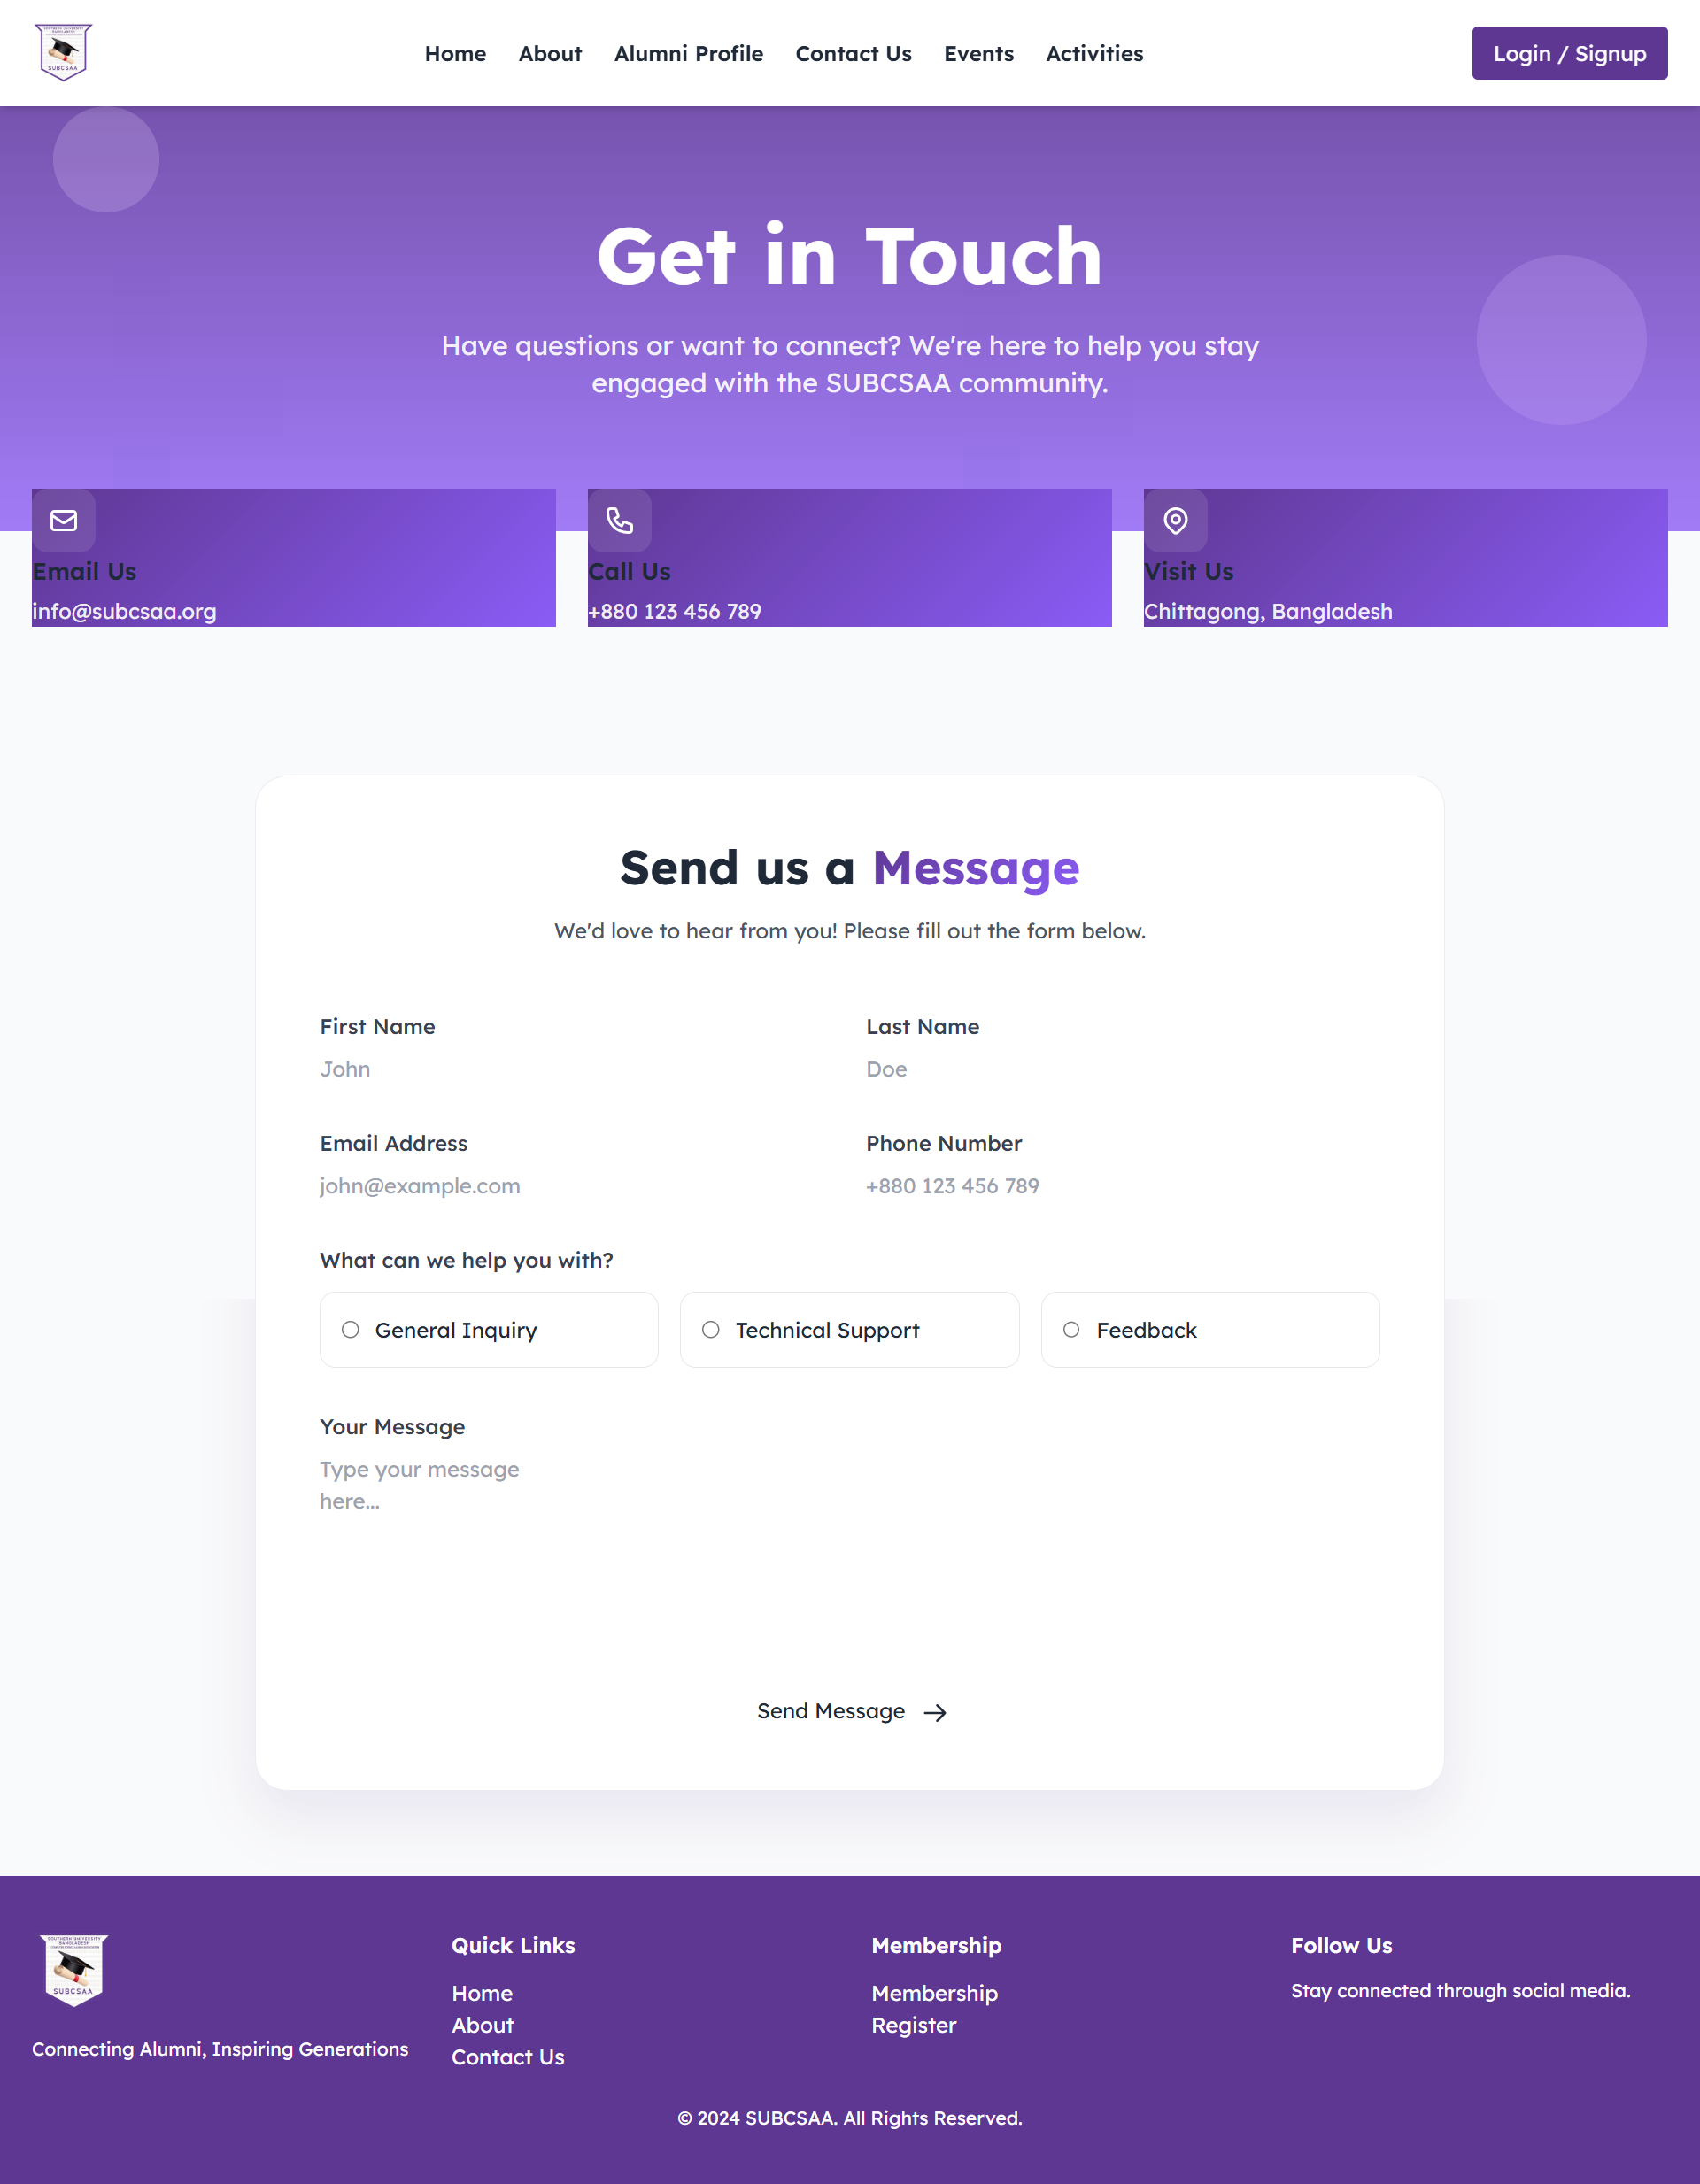 SOUTHERN UNIVERSITY
BANGLADESH
SUBCSAA
Home
About
Alumni Profile
Contact Us
Events
Activities
Login / Signup
Get in Touch
Have questions or want to connect? We're here to help you stay
engaged with the SUBCSAA community.
Email Us
info@subcsaa.org
Call Us
+880 123 456 789
Visit Us
Chittagong, Bangladesh
Send us a Message
We'd love to hear from you! Please fill out the form below.
First Name
John
Last Name
Doe
Email Address
john@example.com
Phone Number
+880 123 456 789
What can we help you with?
General Inquiry
Technical Support
Feedback
Your Message
Type your message
here...
Send Message
SOUTHERN UNIVERSITY
BANGLADESH
SUBCSAA
Connecting Alumni, Inspiring Generations
Quick Links
Home
About
Contact Us
Membership
Membership
Register
Follow Us
Stay connected through social media.
© 2024 SUBCSAA. All Rights Reserved.